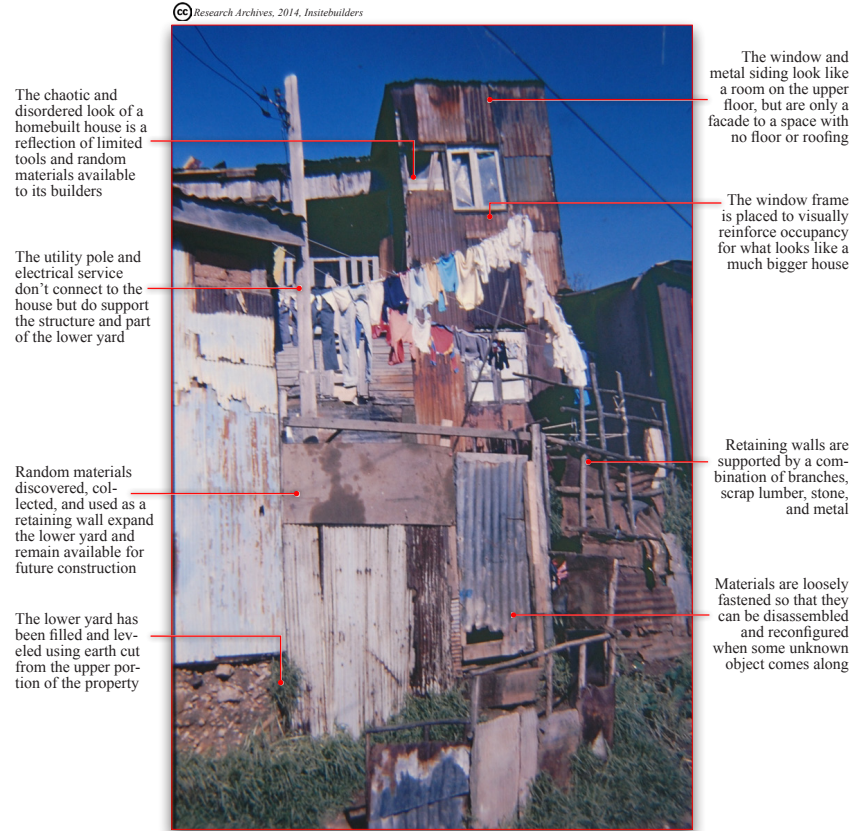 cc Research Archives, 2014, Insitebuilders
The chaotic and
disordered look of a
homebuilt house is a
reflection of limited
tools and random
materials available
to its builders
The utility pole and
electrical service
don’t connect to the
house but do support
the structure and part
of the lower yard
Random materials
discovered, col-
lected, and used as a
retaining wall expand
the lower yard and
remain available for
future construction
The lower yard has
been filled and lev-
eled using earth cut
from the upper por-
tion of the property
The window and
metal siding look like
a room on the upper
floor, but are only a
facade to a space with
no floor or roofing
The window frame
is placed to visually
reinforce occupancy
for what looks like a
much bigger house
Retaining walls are
supported by a com-
bination of branches,
scrap lumber, stone,
and metal
Materials are loosely
fastened so that they
can be disassembled
and reconfigured
when some unknown
object comes along